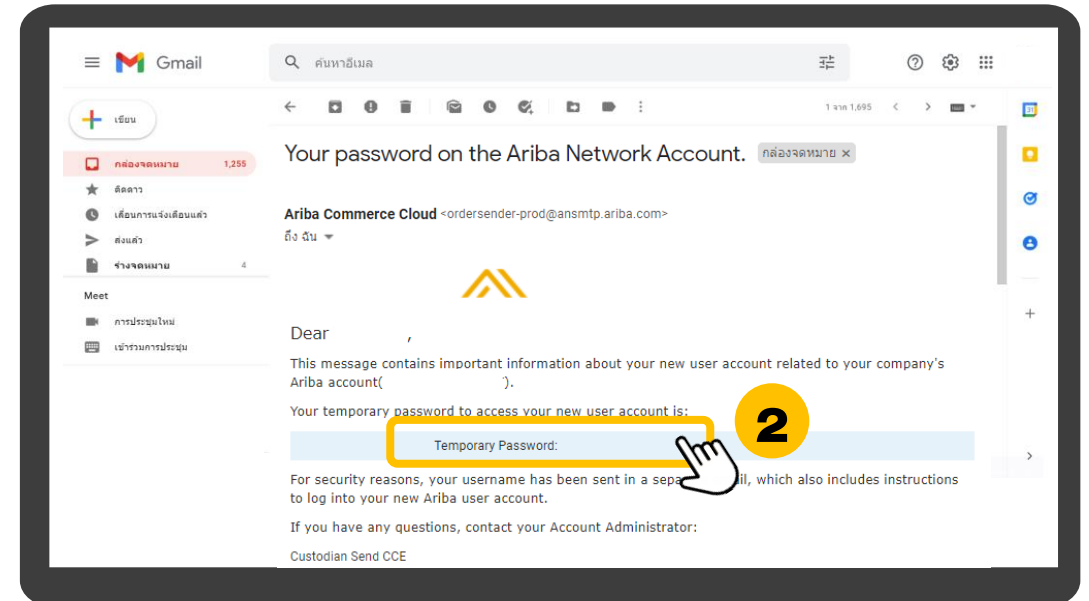 Gmail
ค้นหาอีเมล
เขียน
1 จาก 1,695
กล่องจดหมาย 1,255
ติดดาว
เลื่อนการแจ้งเตือนแล้ว
ส่งแล้ว
ร่างจดหมาย 4
Meet
การประชุมใหม่
เข้าร่วมการประชุม
Your password on the Ariba Network Account. กล่องจดหมาย ×
Ariba Commerce Cloud <ordersender-prod@ansmtp.ariba.com>
ถึง ฉัน
31
Dear ,
This message contains important information about your new user account related to your company's
Ariba account( ).
Your temporary password to access your new user account is:
2
Temporary Password:
For security reasons, your username has been sent in a sepa il, which also includes instructions
to log into your new Ariba user account.
If you have any questions, contact your Account Administrator:
Custodian Send CCE